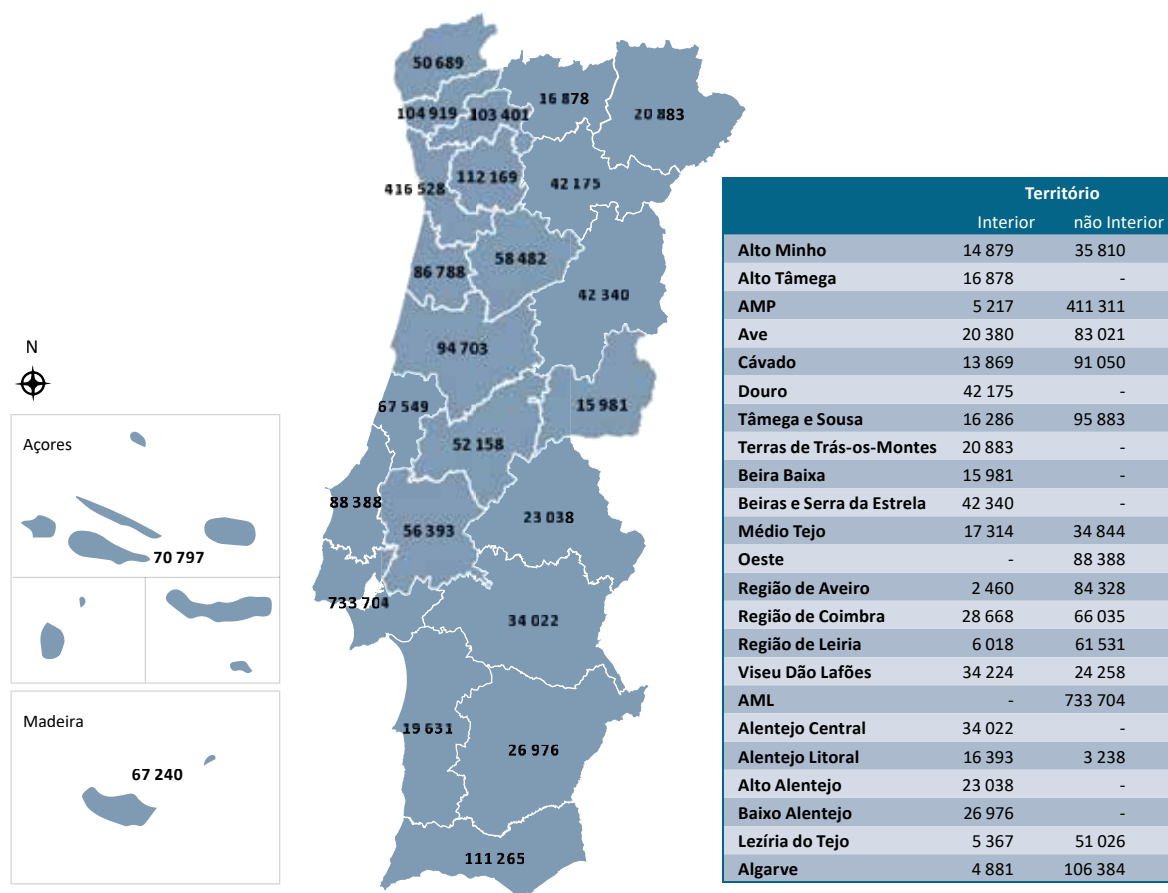 50 689
16 878
20 883
104 919
103 401
112 169
416 528
42 175
58 482
86 788
42 340
94 703
67 549
15 981
52 158
88 388
56 393
23 038
733 704
34 022
19 631
26 976
111 265
N
Açores
70 797
Madeira
67 240
Território
Interior não Interior
Alto Minho 14 879 35 810
Alto Tâmega 16 878 -
AMP 5 217 411 311
Ave 20 380 83 021
Cávado 13 869 91 050
Douro 42 175 -
Tâmega e Sousa 16 286 95 883
Terras de Trás-os-Montes 20 883 -
Beira Baixa 15 981 -
Beiras e Serra da Estrela 42 340 -
Médio Tejo 17 314 34 844
Oeste - 88 388
Região de Aveiro 2 460 84 328
Região de Coimbra 28 668 66 035
Região de Leiria 6 018 61 531
Viseu Dão Lafões 34 224 24 258
AML - 733 704
Alentejo Central 34 022 -
Alentejo Litoral 16 393 3 238
Alto Alentejo 23 038 -
Baixo Alentejo 26 976 -
Lezíria do Tejo 5 367 51 026
Algarve 4 881 106 384